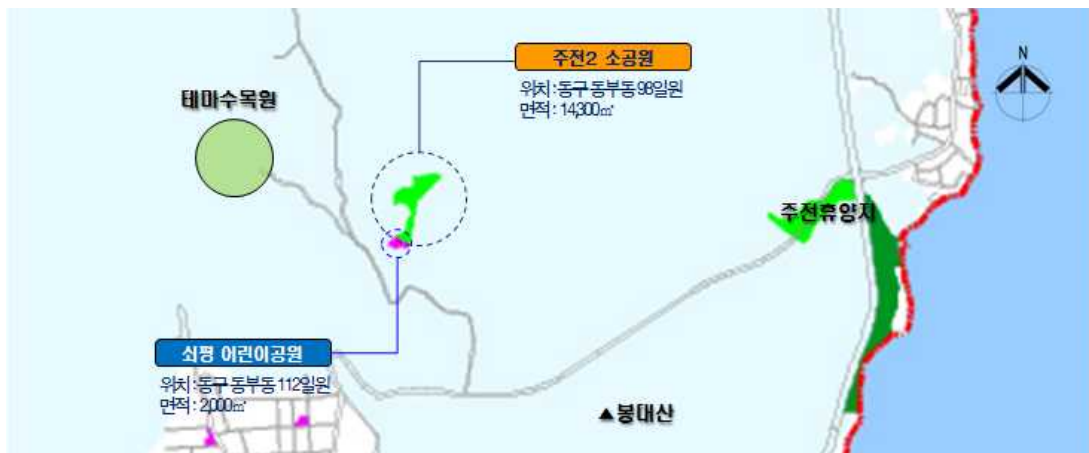 주전2 소공원
위치 : 동구 동부동 98일원
면적 : 14,300㎡
N
테마수목원
주전휴양지
쇠평 어린이공원
위치 : 동구 동부동 112일원
면적 : 2,000㎡
▲봉대산